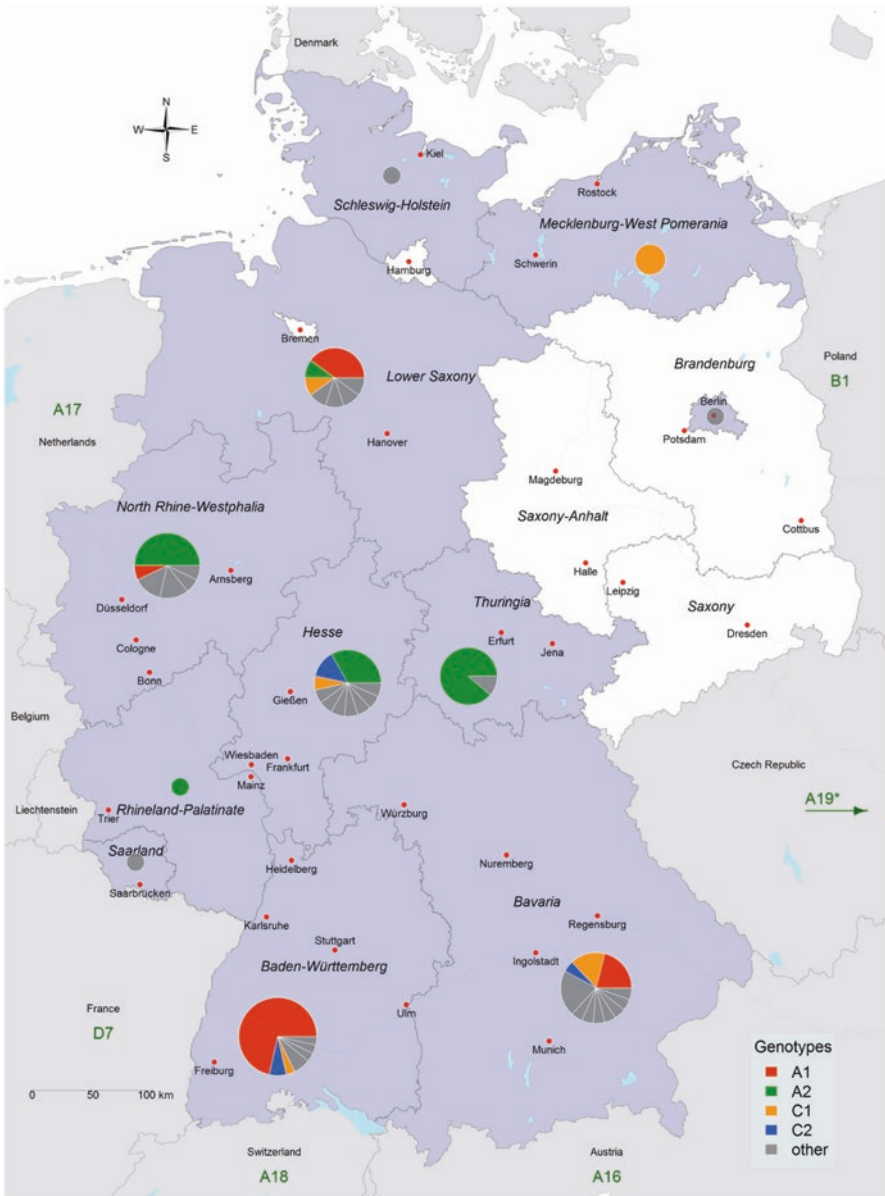 Denmark
N
W E
S
Kiel
Schleswig-Holstein
Rostock
Mecklenburg-West Pomerania
Schwerin
Hamburg
Bremen
Lower Saxony
Hanover
Brandenburg
Berlin
Potsdam
Cottbus
Poland
B1
A17
Netherlands
Magdeburg
Saxony-Anhalt
Halle
Leipzig
Saxony
Dresden
North Rhine-Westphalia
Arnsberg
Düsseldorf
Cologne
Bonn
Hesse
Gießen
Wiesbaden
Frankfurt
Mainz
Thuringia
Erfurt
Jena
Belgium
Liechtenstein
Trier
Rhineland-Palatinate
Saarland
Saarbrücken
Czech Republic
A19*
Würzburg
Nuremberg
Bavaria
Regensburg
Ingolstadt
Munich
Heidelberg
Karlsruhe
Stuttgart
Baden-Württemberg
Ulm
Freiburg
France
D7
0 50 100 km
Switzerland
A18
Austria
A16
Genotypes
A1
A2
C1
C2
other